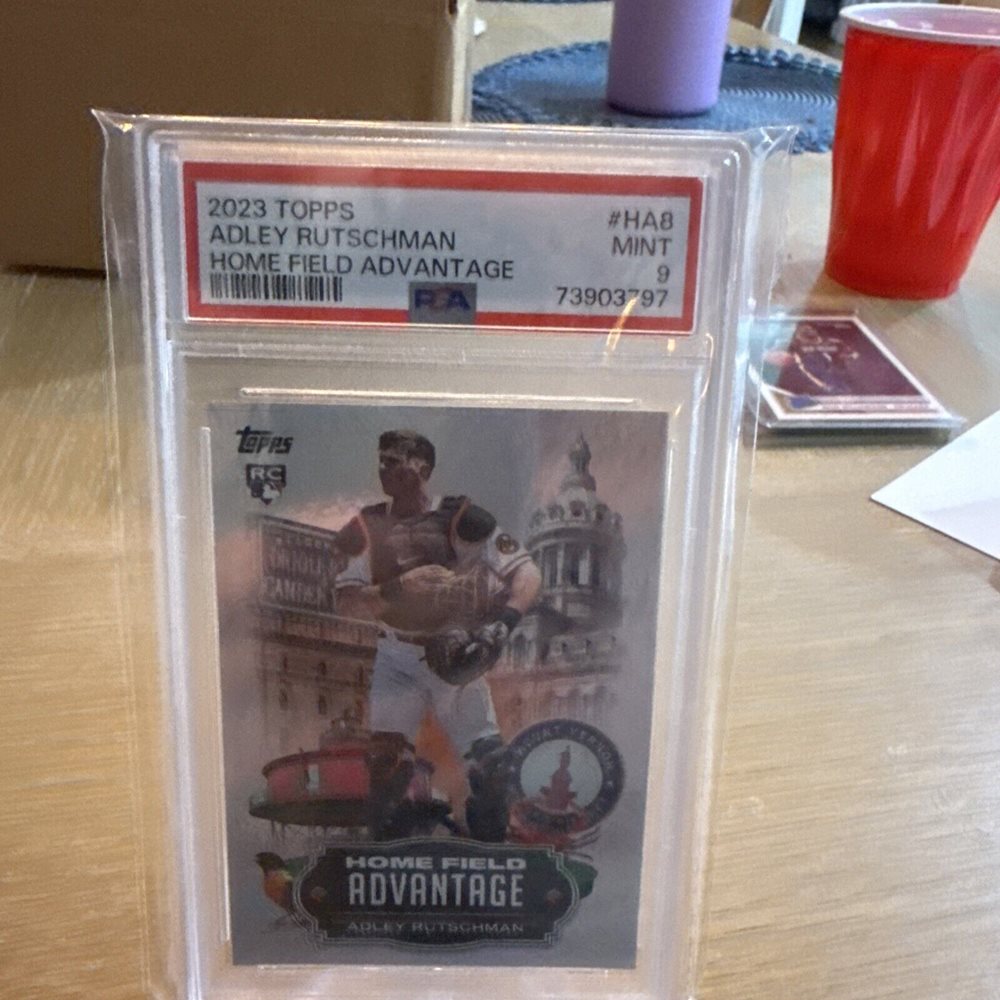 2023 TOPPS #HA8
ADLEY RUTSCHMAN MINT
HOME FIELD ADVANTAGE 9
PSA 73903797
Topps
RC
HOME FIELD
ADVANTAGE
ADLEY RUTSCHMAN